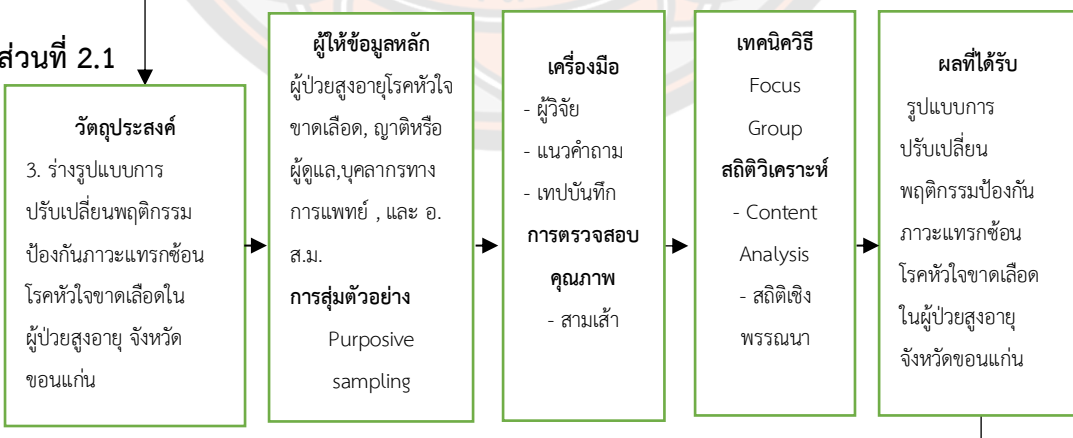 ส่วนที่ 2.1
วัตถุประสงค์
3. ร่างรูปแบบการ
ปรับเปลี่ยนพฤติกรรม
ป้องกันภาวะแทรกซ้อน
โรคหัวใจขาดเลือดใน
ผู้ป่วยสูงอายุ จังหวัด
ขอนแก่น
ผู้ให้ข้อมูลหลัก
ผู้ป่วยสูงอายุโรคหัวใจ
ขาดเลือด, ญาติหรือ
ผู้ดูแล,บุคลากรทาง
การแพทย์ , และ อ.
ส.ม.
การสุ่มตัวอย่าง
Purposive
sampling
เครื่องมือ
- ผู้วิจัย
- แนวคำถาม
- เทปบันทึก
การตรวจสอบ
คุณภาพ
- สามเส้า
เทคนิควิธี
Focus
Group
สถิติวิเคราะห์
- Content
Analysis
- สถิติเชิง
พรรณนา
ผลที่ได้รับ
รูปแบบการ
ปรับเปลี่ยน
พฤติกรรมป้องกัน
ภาวะแทรกซ้อน
โรคหัวใจขาดเลือด
ในผู้ป่วยสูงอายุ
จังหวัดขอนแก่น